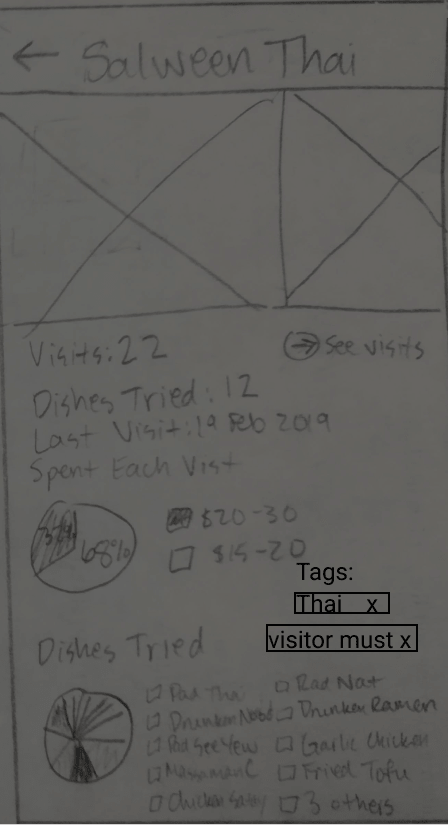 ← Salween Thai
Visits: 22
→ See visits
Dishes Tried: 12
Last Visit: 19 Feb 2019
Spent Each Vist
68%
$20-30
$15-20
Tags:
Thai x
visitor must x
Dishes Tried
Pad Thai
Rad Nat
Drunken Nood
Drunken Ramen
Pad See Yew
Garlic Chicken
Massaman C
Fried Tofu
Chicken Satay
3 others